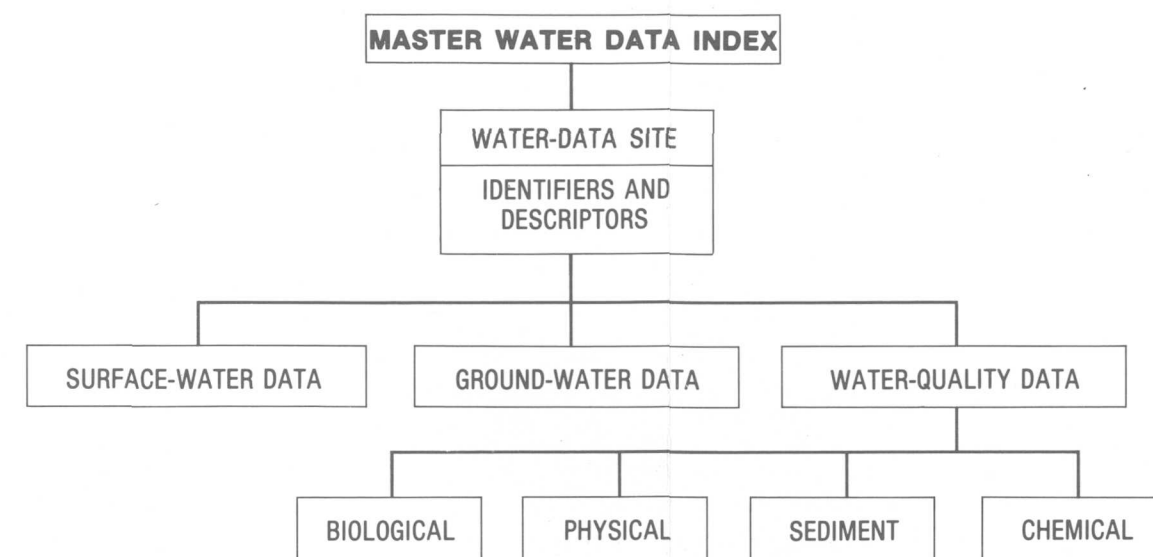 MASTER WATER DATA INDEX
WATER-DATA SITE
IDENTIFIERS AND
DESCRIPTORS
SURFACE-WATER DATA
GROUND-WATER DATA
WATER-QUALITY DATA
BIOLOGICAL
PHYSICAL
SEDIMENT
CHEMICAL